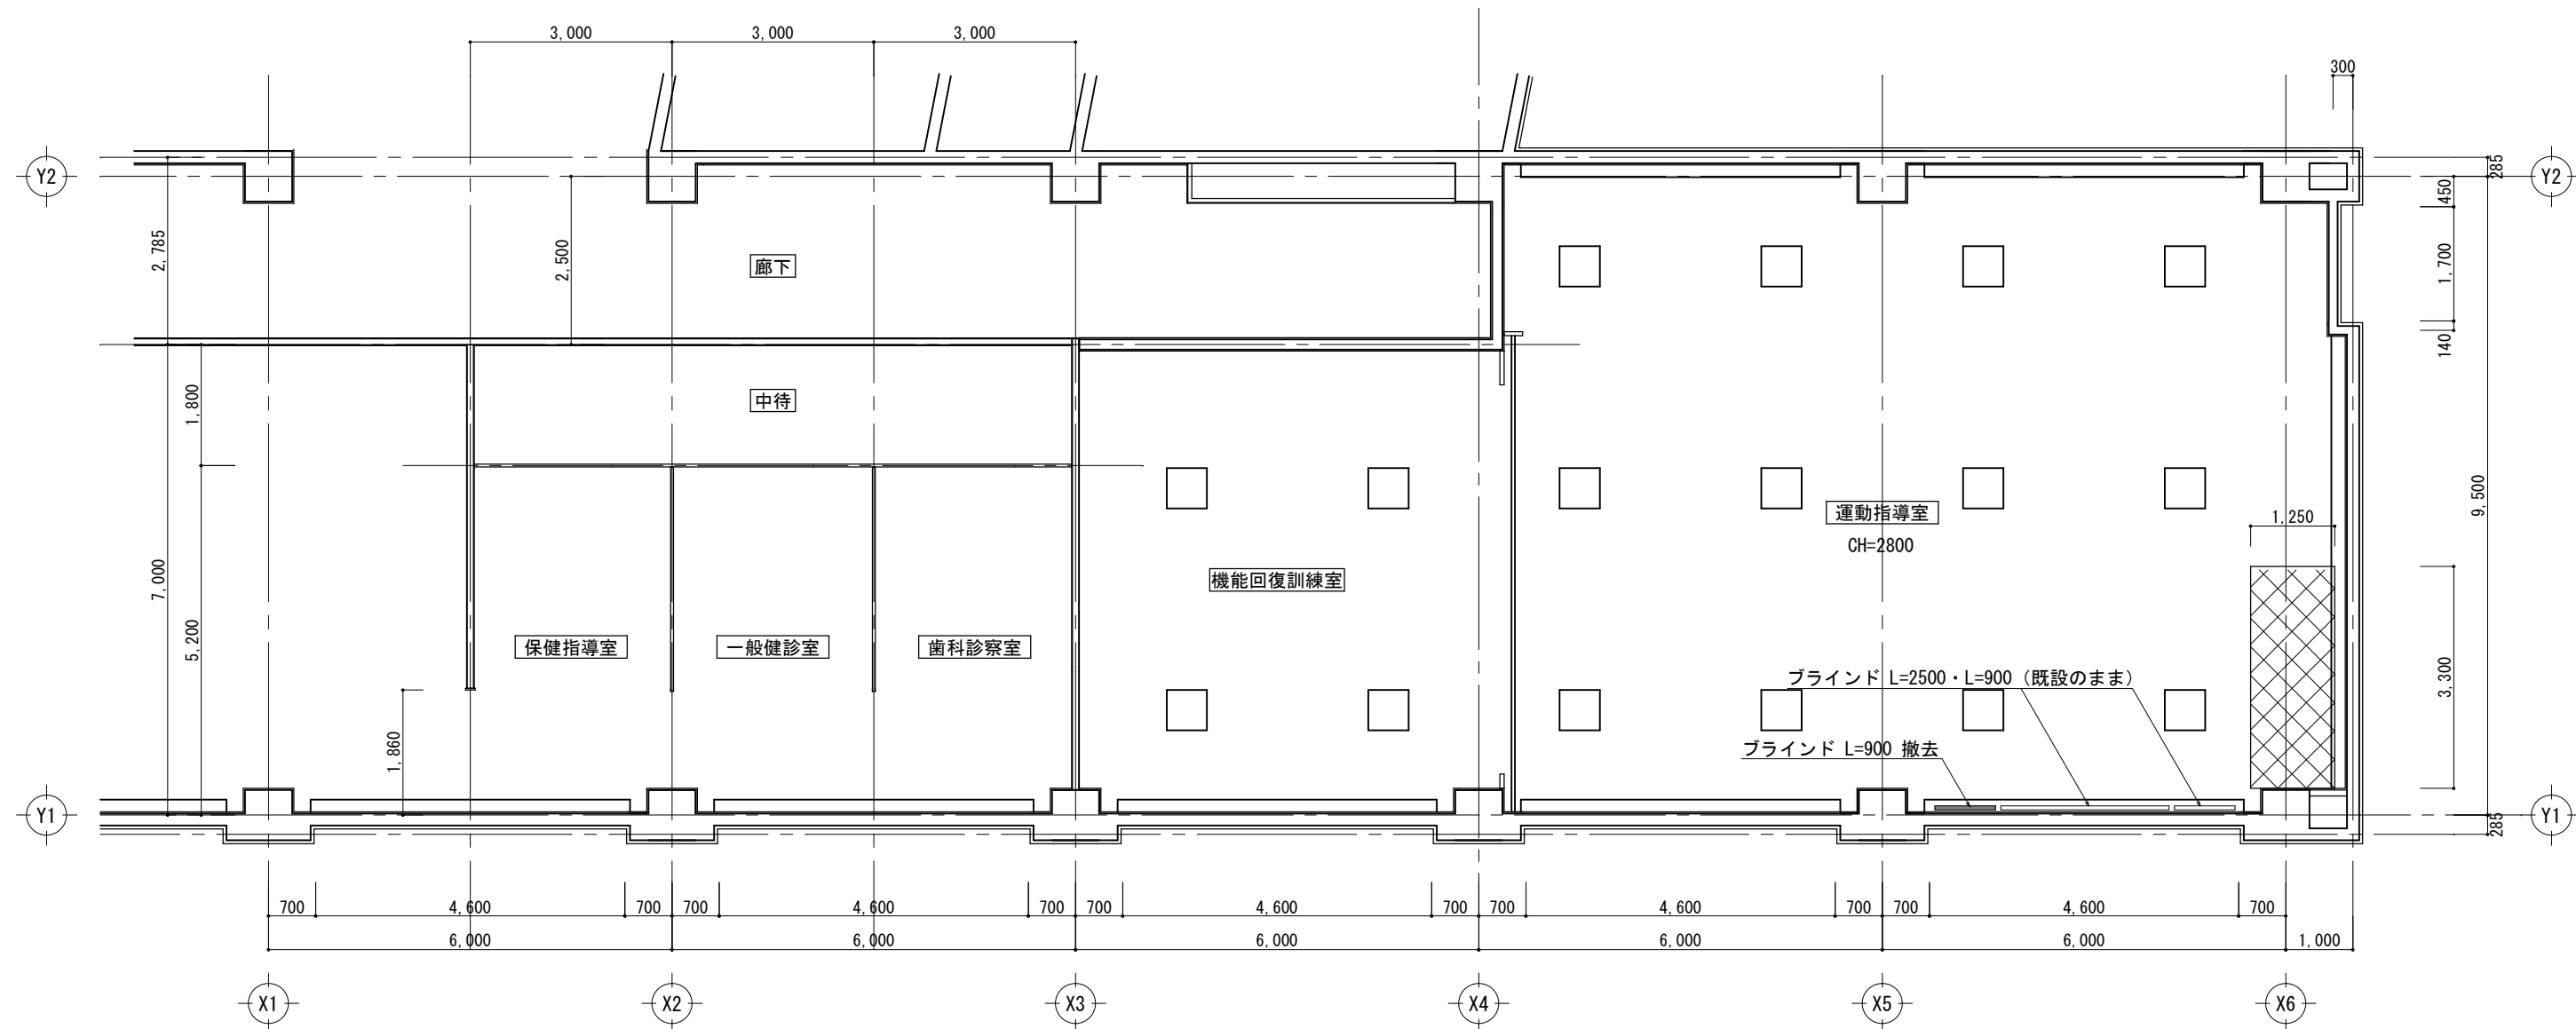 3,000 3,000 3,000
300
Y2 Y2
285
450
2,785
2,500
廊下
1,700
140
1,800
中待
9,500
運動指導室
1,250
CH=2800
7,000
機能回復訓練室
5,200
保健指導室 一般健診室 歯科診察室
3,300
ブラインド L=2500・L=900(既設のまま)
1,860
ブラインド L=900 撤去
Y1 Y1
285
700 4,600 700 700 4,600 700 700 4,600 700 700 4,600 700 700 4,600 700
6,000 6,000 6,000 6,000 6,000 1,000
X1 X2 X3 X4 X5 X6